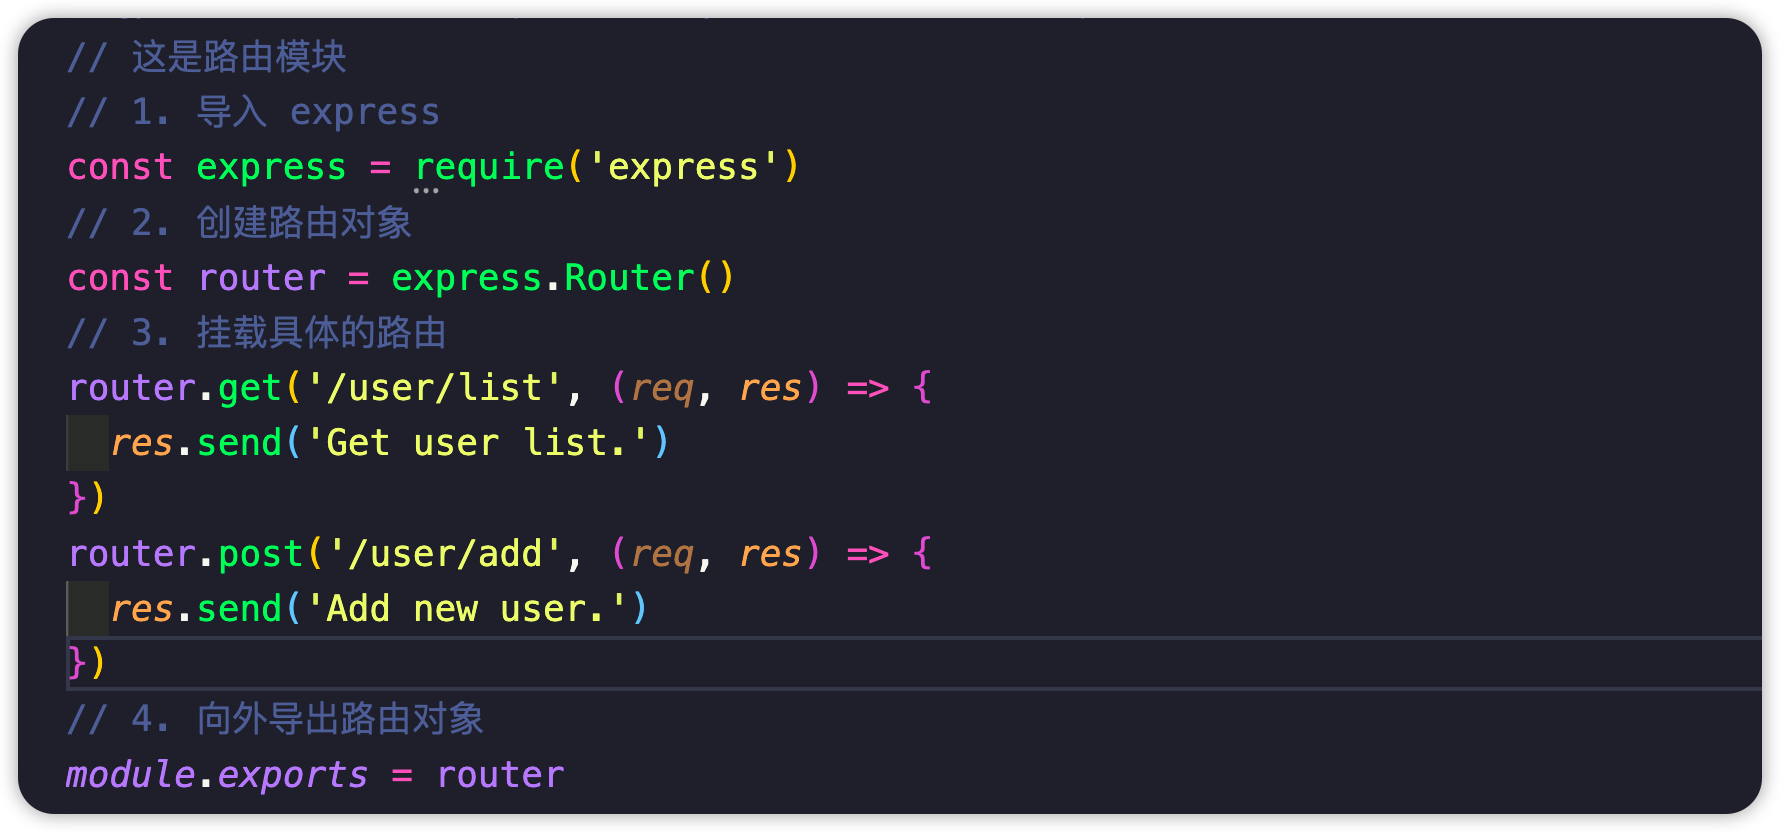 // 这是路由模块
// 1. 导入 express
const express = require('express')
// 2. 创建路由对象
const router = express.Router()
// 3. 挂载具体的路由
router.get('/user/list', (req, res) => {
  res.send('Get user list.')
})
router.post('/user/add', (req, res) => {
  res.send('Add new user.')
})
// 4. 向外导出路由对象
module.exports = router